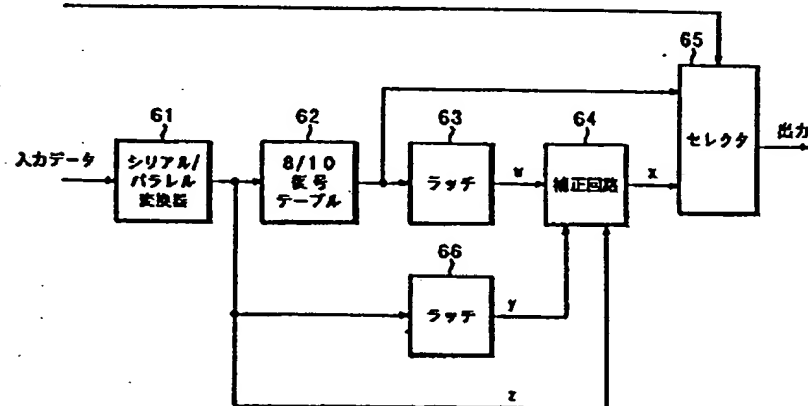 65
61
62
63
64
入力データ
シリアル/
パラレル
変換器
8/10
復号
テーブル
ラッチ
w
補正回路
x
セレクタ
出力
66
ラッチ
y
z